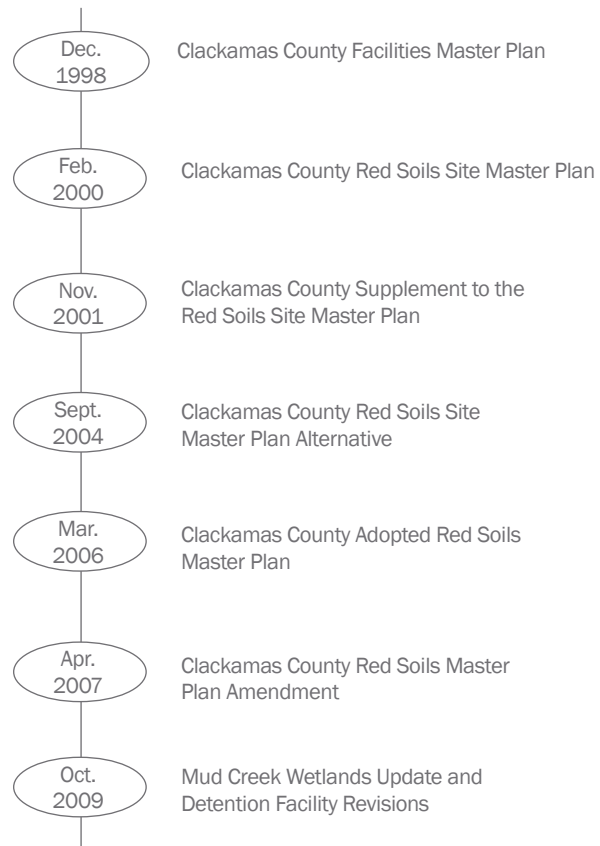 Dec.
1998
Clackamas County Facilities Master Plan
Feb.
2000
Clackamas County Red Soils Site Master Plan
Nov.
2001
Clackamas County Supplement to the
Red Soils Site Master Plan
Sept.
2004
Clackamas County Red Soils Site
Master Plan Alternative
Mar.
2006
Clackamas County Adopted Red Soils
Master Plan
Apr.
2007
Clackamas County Red Soils Master
Plan Amendment
Oct.
2009
Mud Creek Wetlands Update and
Detention Facility Revisions